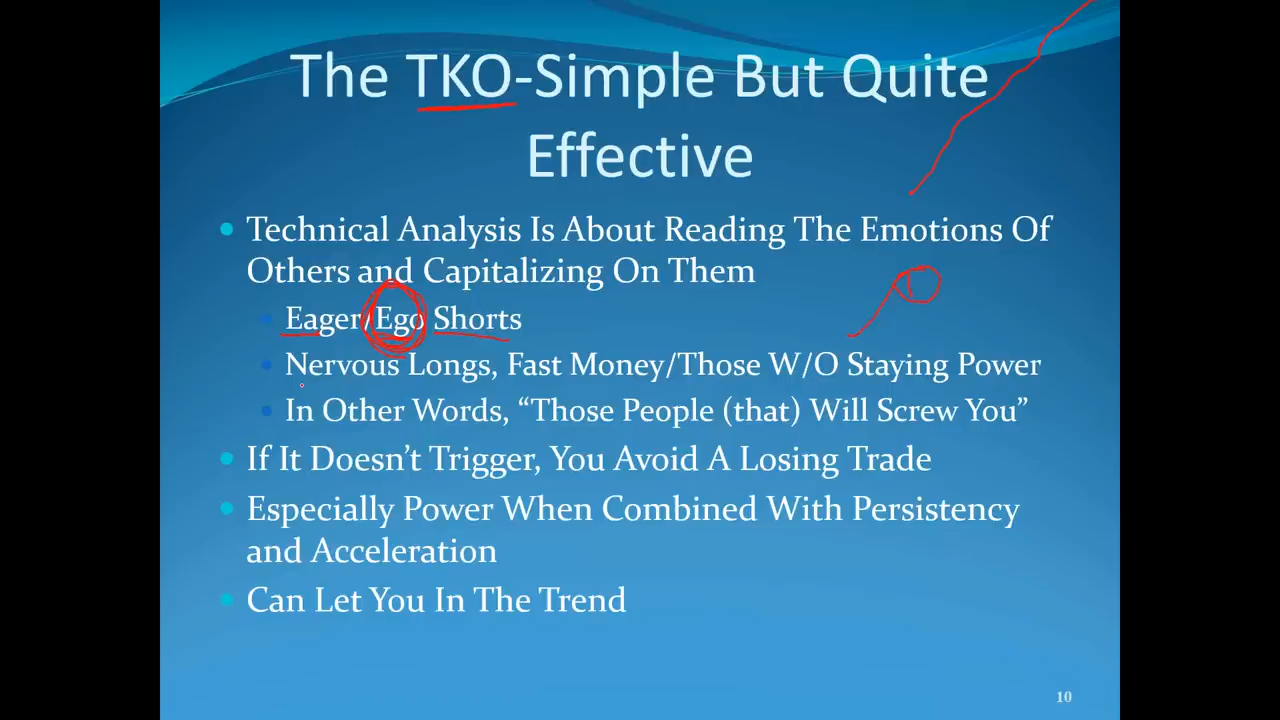 The TKO-Simple But Quite
Effective
Technical Analysis Is About Reading The Emotions Of
Others and Capitalizing On Them
Eager/Ego Shorts
Nervous Longs, Fast Money/Those W/O Staying Power
In Other Words, “Those People (that) Will Screw You”
If It Doesn’t Trigger, You Avoid A Losing Trade
Especially Power When Combined With Persistency
and Acceleration
Can Let You In The Trend
10